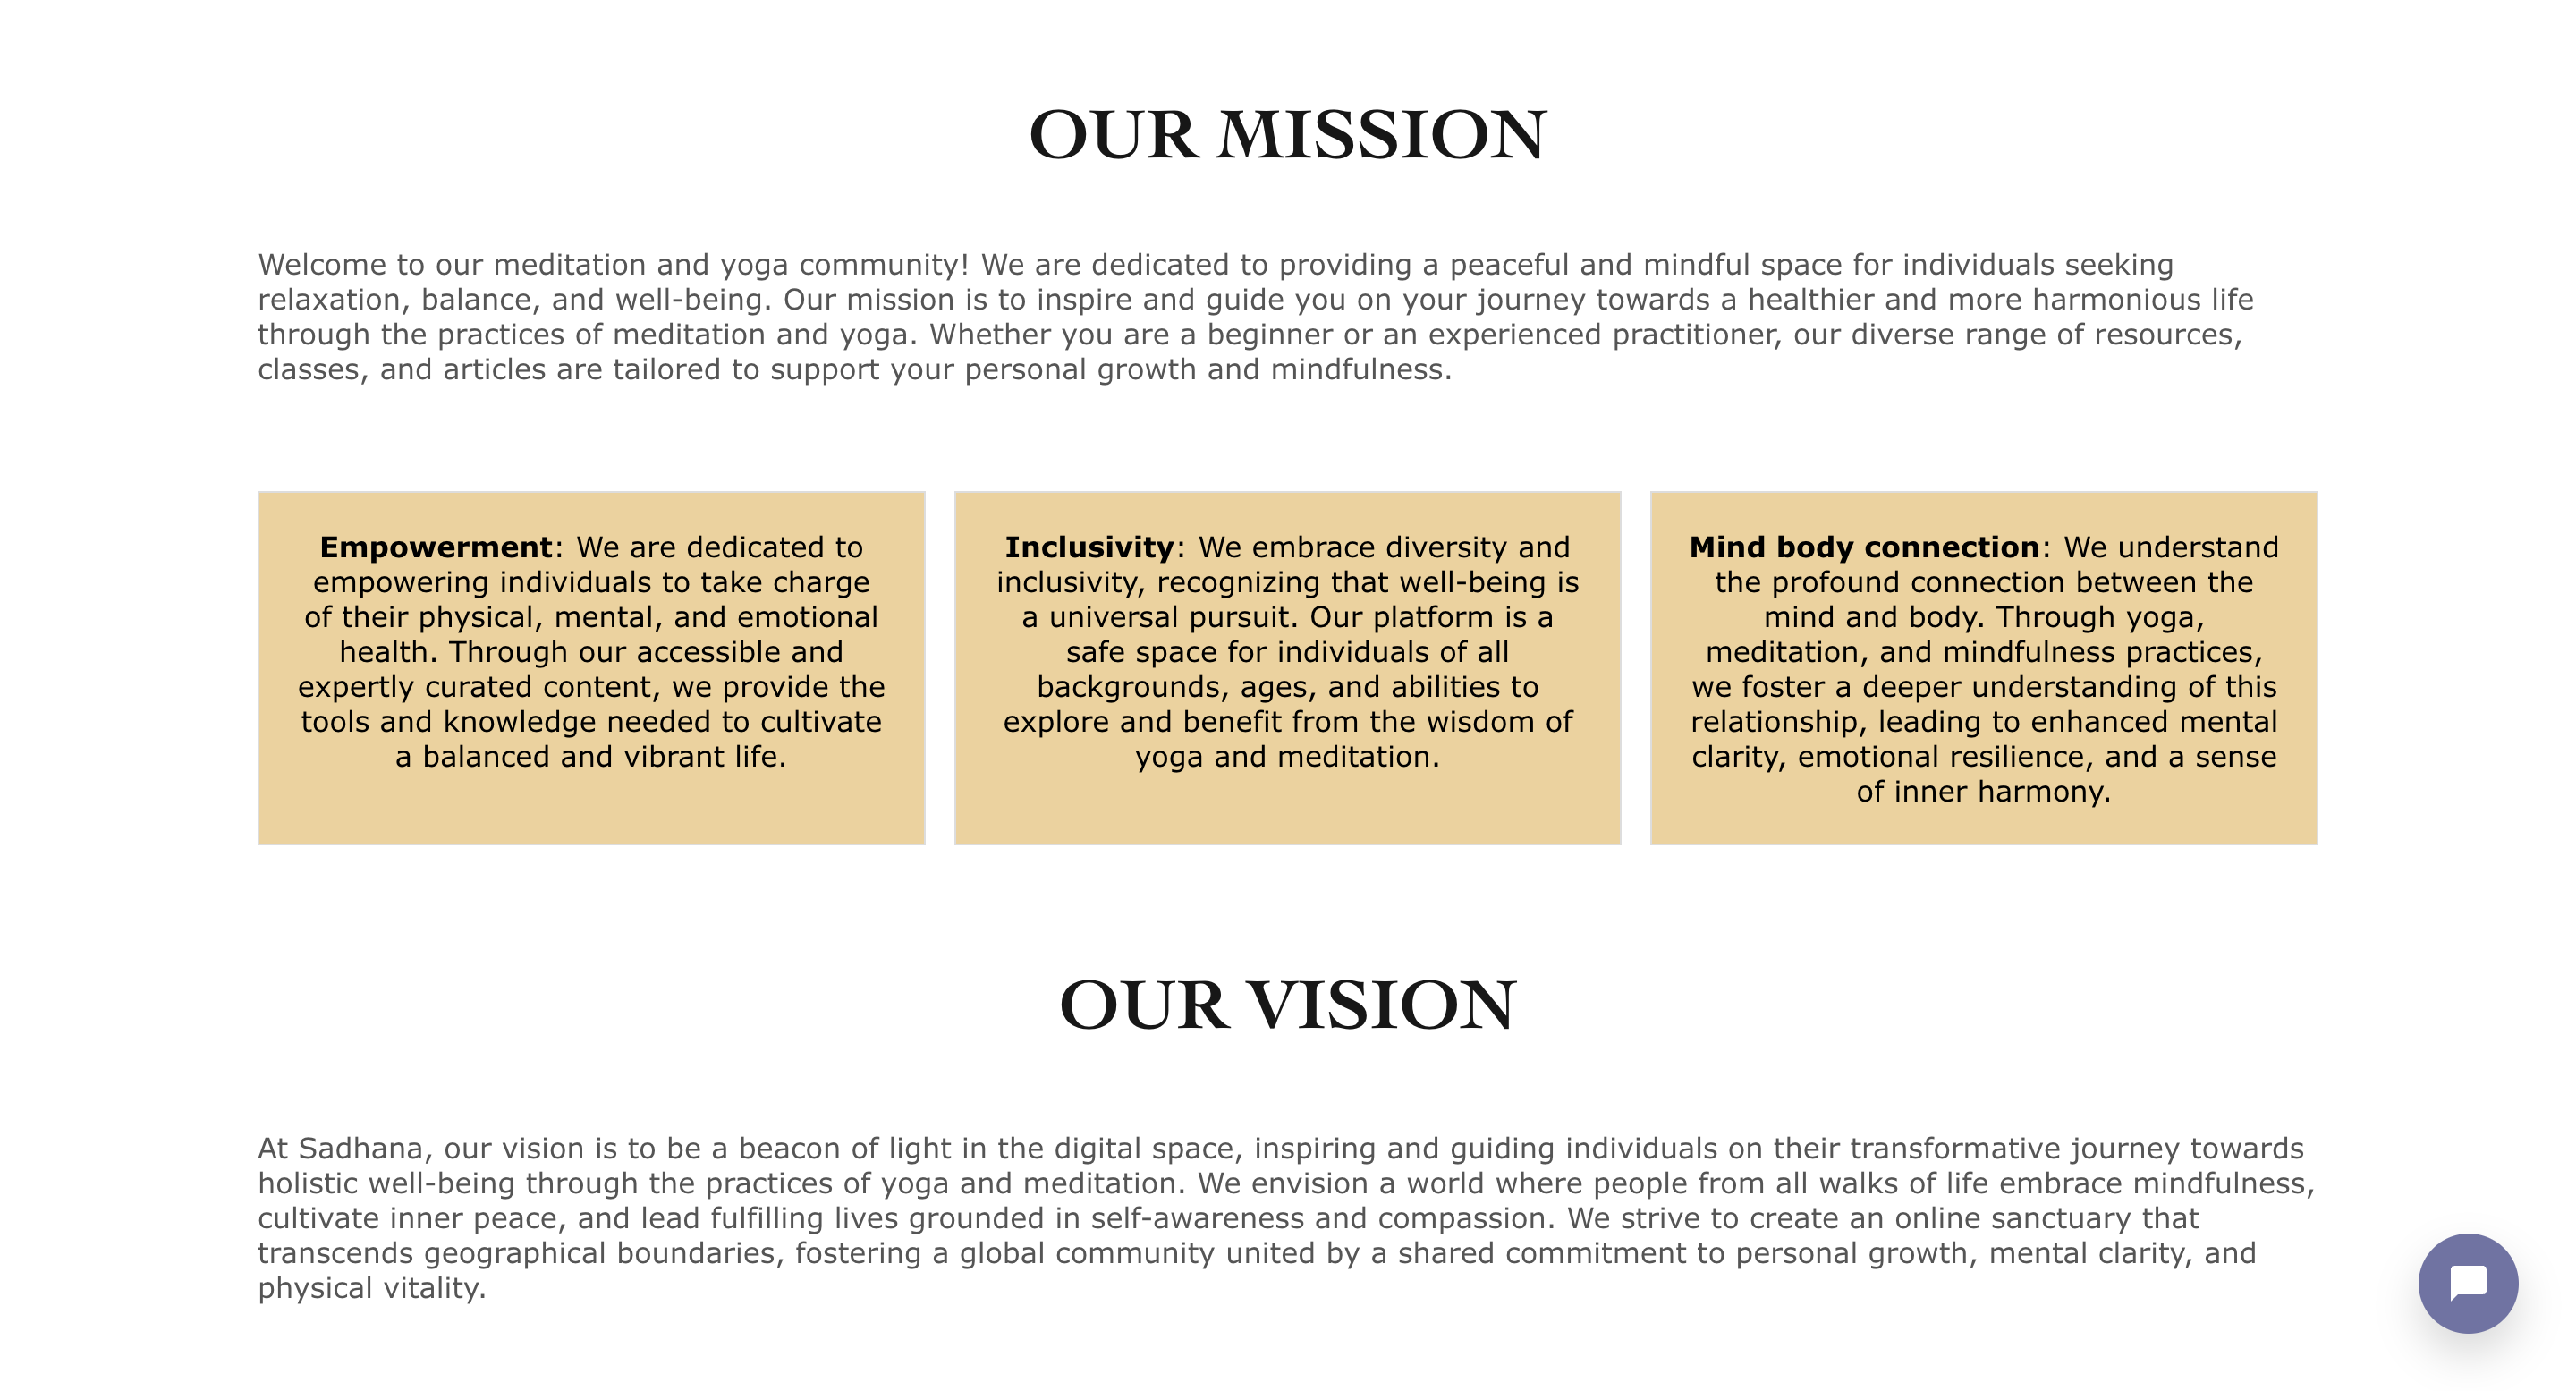 OUR MISSION
Welcome to our meditation and yoga community! We are dedicated to providing a peaceful and mindful space for individuals seeking
relaxation, balance, and well-being. Our mission is to inspire and guide you on your journey towards a healthier and more harmonious life
through the practices of meditation and yoga. Whether you are a beginner or an experienced practitioner, our diverse range of resources,
classes, and articles are tailored to support your personal growth and mindfulness.
Empowerment: We are dedicated to
empowering individuals to take charge
of their physical, mental, and emotional
health. Through our accessible and
expertly curated content, we provide the
tools and knowledge needed to cultivate
a balanced and vibrant life.
Inclusivity: We embrace diversity and
inclusivity, recognizing that well-being is
a universal pursuit. Our platform is a
safe space for individuals of all
backgrounds, ages, and abilities to
explore and benefit from the wisdom of
yoga and meditation.
Mind body connection: We understand
the profound connection between the
mind and body. Through yoga,
meditation, and mindfulness practices,
we foster a deeper understanding of this
relationship, leading to enhanced mental
clarity, emotional resilience, and a sense
of inner harmony.
OUR VISION
At Sadhana, our vision is to be a beacon of light in the digital space, inspiring and guiding individuals on their transformative journey towards
holistic well-being through the practices of yoga and meditation. We envision a world where people from all walks of life embrace mindfulness,
cultivate inner peace, and lead fulfilling lives grounded in self-awareness and compassion. We strive to create an online sanctuary that
transcends geographical boundaries, fostering a global community united by a shared commitment to personal growth, mental clarity, and
physical vitality.